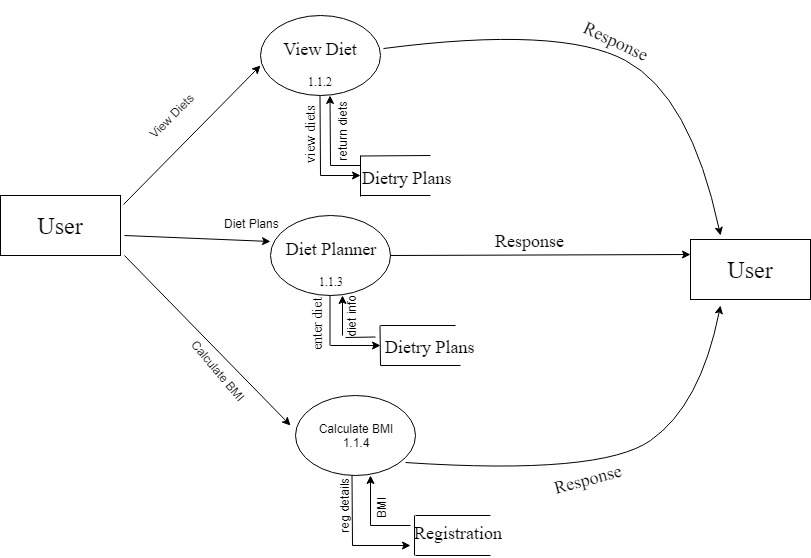 View Diet
1.1.2
Response
View Diets
view diets
return diets
Dietry Plans
User
Diet Plans
Diet Planner
1.1.3
Response
User
enter diet
diet info
Dietry Plans
Calculate BMI
Calculate BMI
1.1.4
Response
reg details
BMI
Registration